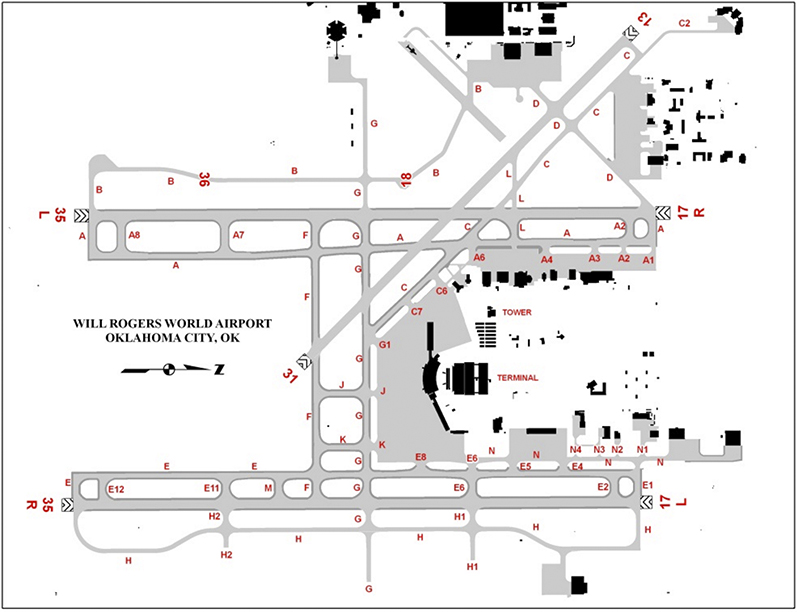 13
C2
C
B
D
C
D
G
C
B
B
36
18
B
L
D
B
G
L
35
L
17
R
A
A8
A7
F
G
A
C
L
A
A2
A
A
G
A6
A4
A3
A2
A1
F
C
C6
C7
TOWER
WILL ROGERS WORLD AIRPORT
OKLAHOMA CITY, OK
G1
G
31
Z
TERMINAL
J
J
F
G
K
K
N4
N3
N2
N1
E
E
G
E8
E6
N
N
N
N
E5
E4
E
E12
E11
M
F
G
E6
E2
E1
35
R
17
L
H2
G
H1
H
H
H
H
H
H2
H1
G